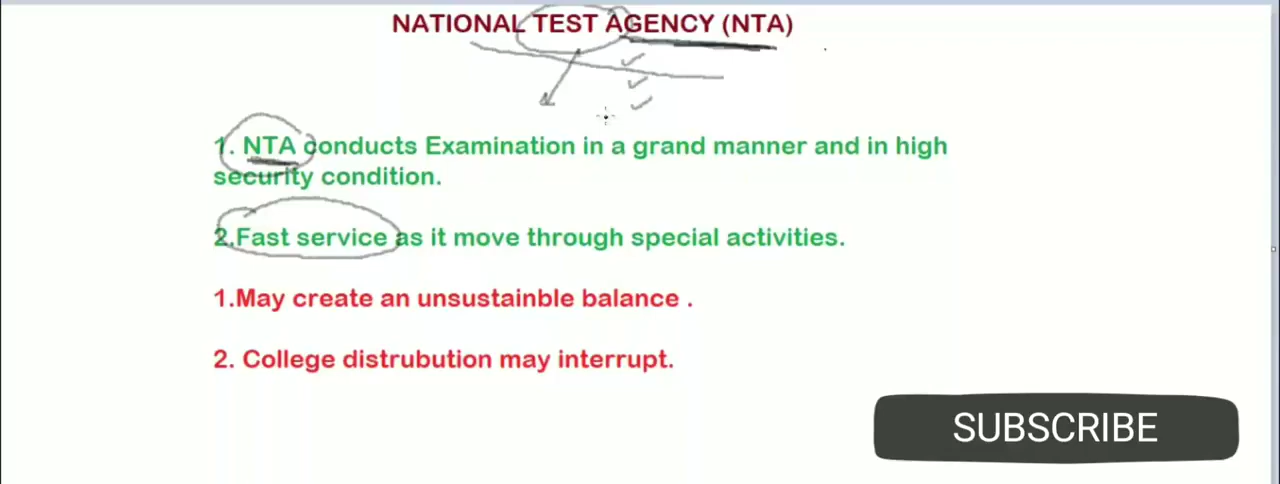 NATIONAL TEST AGENCY (NTA)
1. NTA conducts Examination in a grand manner and in high
security condition.
2.Fast service as it move through special activities.
1.May create an unsustainble balance .
2. College distrubution may interrupt.
SUBSCRIBE